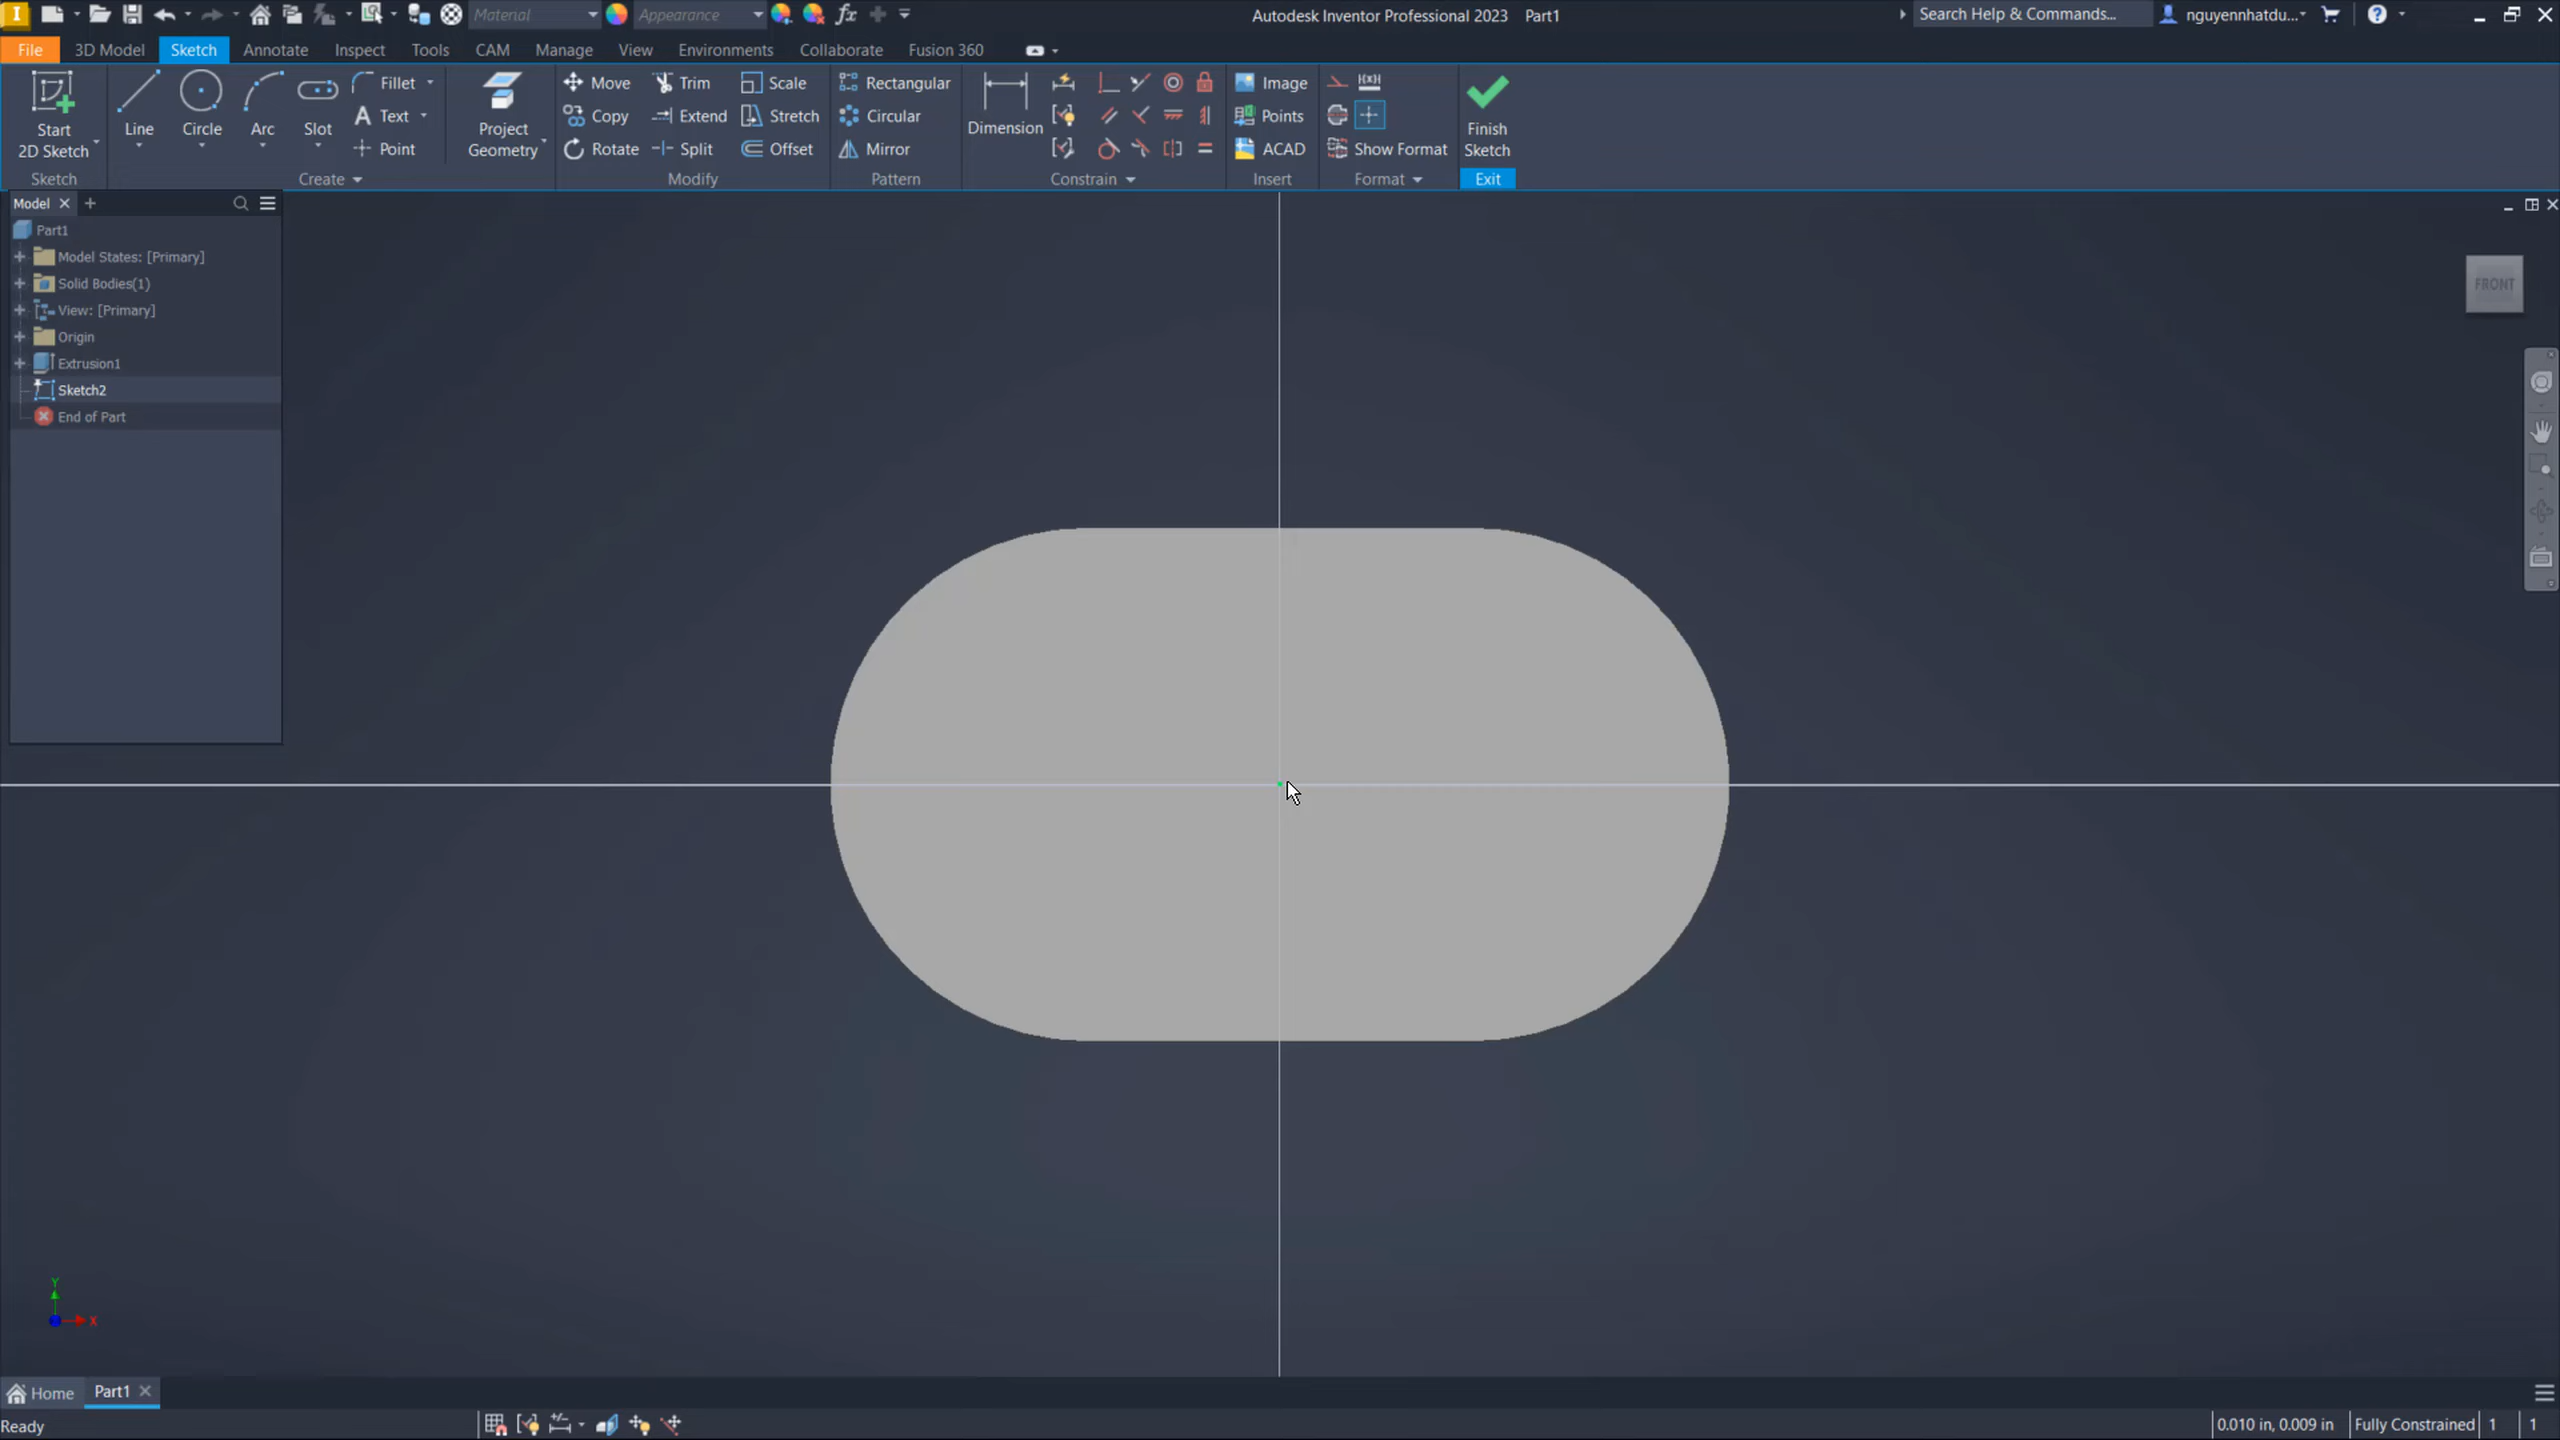 Material
Appearance
Autodesk Inventor Professional 2023 Part1
Search Help & Commands...
nguyennhatdu...
File 3D Model Sketch Annotate Inspect Tools CAM Manage View Environments Collaborate Fusion 360
Start
2D Sketch
Line
Circle
Arc
Slot
Fillet
Text
Point
Project
Geometry
Move
Copy
Rotate
Trim
Extend
Split
Scale
Stretch
Offset
Rectangular
Circular
Mirror
Dimension
Image
Points
ACAD
Show Format
Finish
Sketch
Sketch Create Modify Pattern Constrain Insert Format Exit
Model
Part1
Model States: [Primary]
Solid Bodies(1)
View: [Primary]
Origin
Extrusion1
Sketch2
End of Part
FRONT
Y
X
Home Part1
Ready
0.010 in, 0.009 in Fully Constrained 1 1